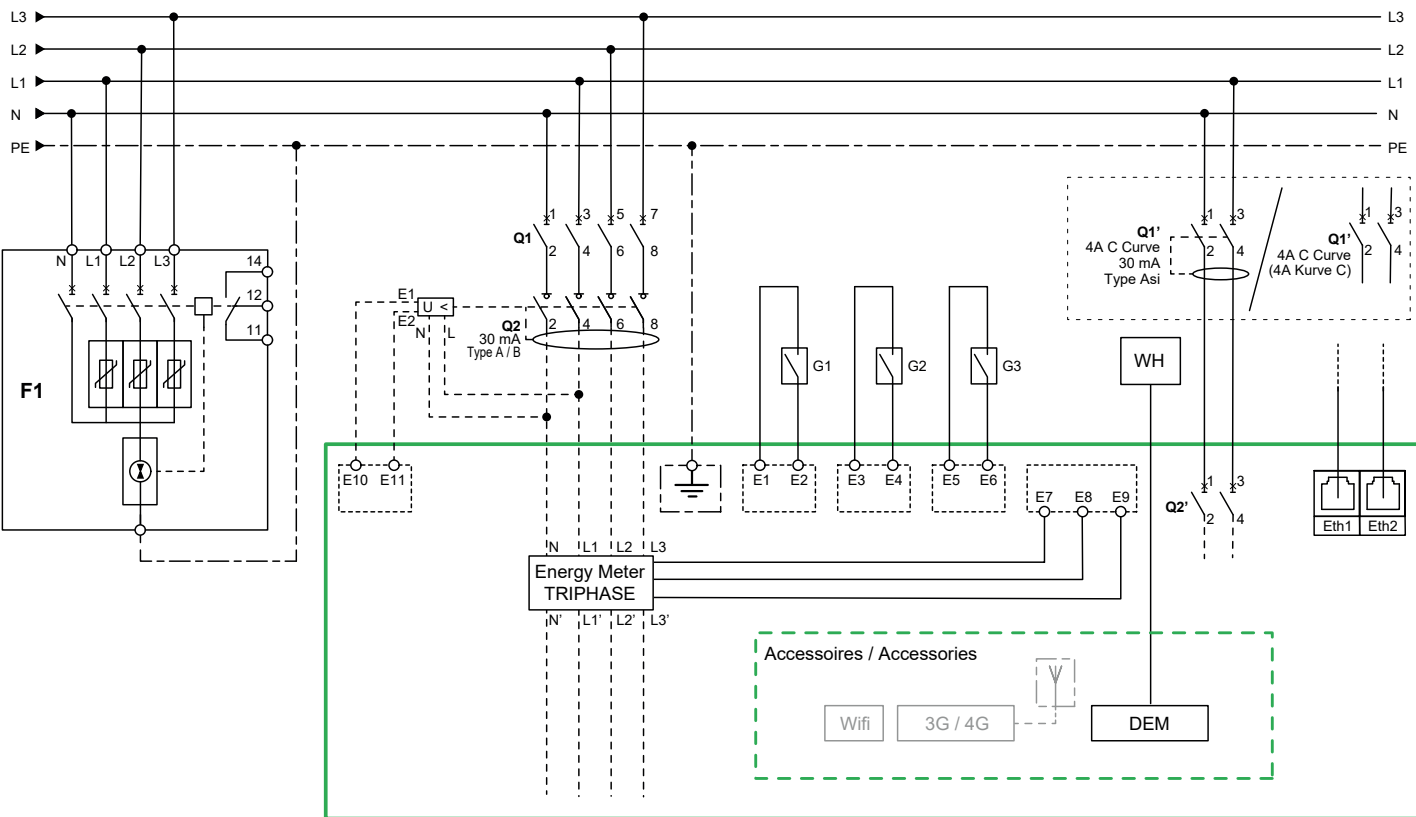 L3
L3
L2
L2
L1
L1
N
N
PE
PE
1
3
5
7
Q1
2
4
6
8
1
3
Q1’
4A C Curve
30 mA
Type Asi
2
4
1
3
Q1’
4A C Curve
(4A Kurve C)
2
4
N
L1
L2
L3
14
12
11
F1
E1
E2
U <
N
L
Q2
30 mA
Type A / B
2
4
6
8
G1
G2
G3
WH
E10
E11
E1
E2
E3
E4
E5
E6
E7
E8
E9
1
3
Q2’
2
4
Eth1
Eth2
N
L1
L2
L3
Energy Meter
TRIPHASE
N’
L1’
L2’
L3’
Accessoires / Accessories
Wifi
3G / 4G
DEM